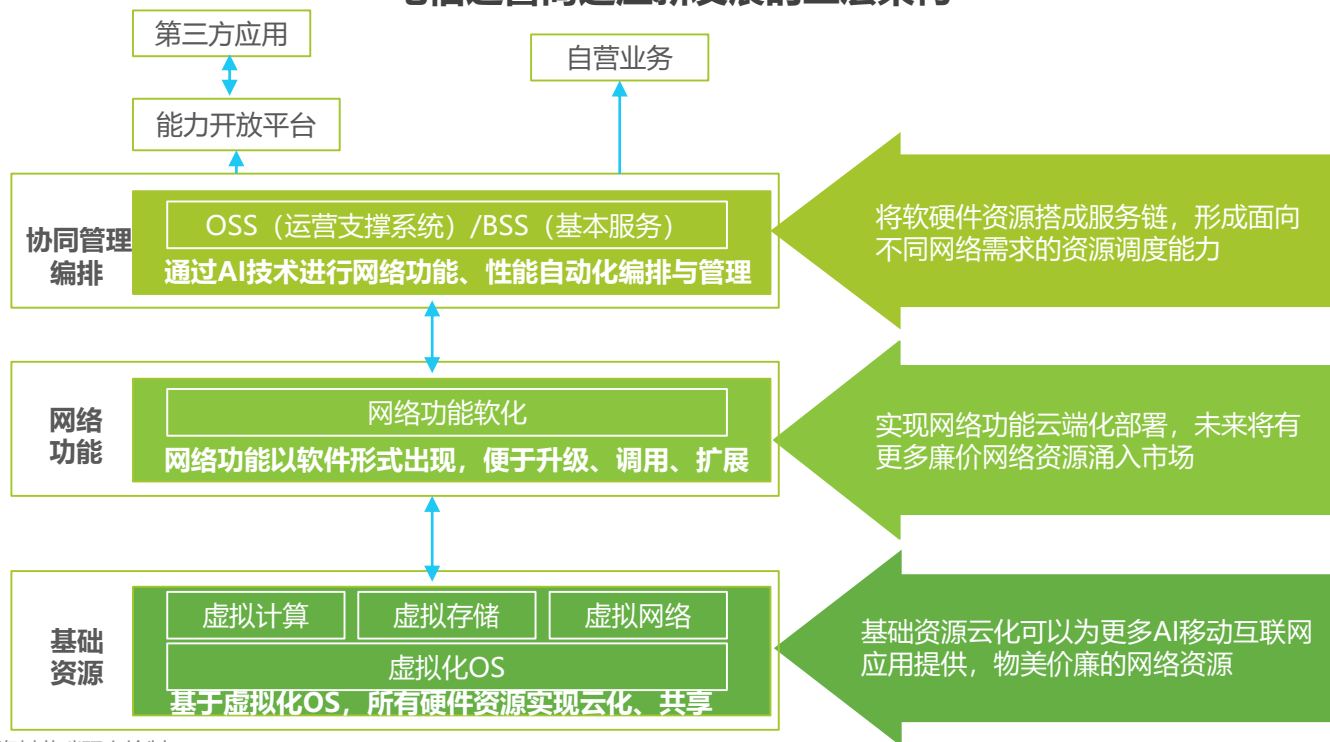 第三方应用
自营业务
能力开放平台
协同管理
编排
OSS（运营支撑系统）/BSS（基本服务）
通过AI技术进行网络功能、性能自动化编排与管理
将软硬件资源搭成服务链，形成面向
不同网络需求的资源调度能力
网络
功能
网络功能软化
网络功能以软件形式出现，便于升级、调用、扩展
实现网络功能云端化部署，未来将有
更多廉价网络资源涌入市场
基础
资源
虚拟计算
虚拟存储
虚拟网络
虚拟化OS
基于虚拟化OS，所有硬件资源实现云化、共享
基础资源云化可以为更多AI移动互联网
应用提供，物美价廉的网络资源